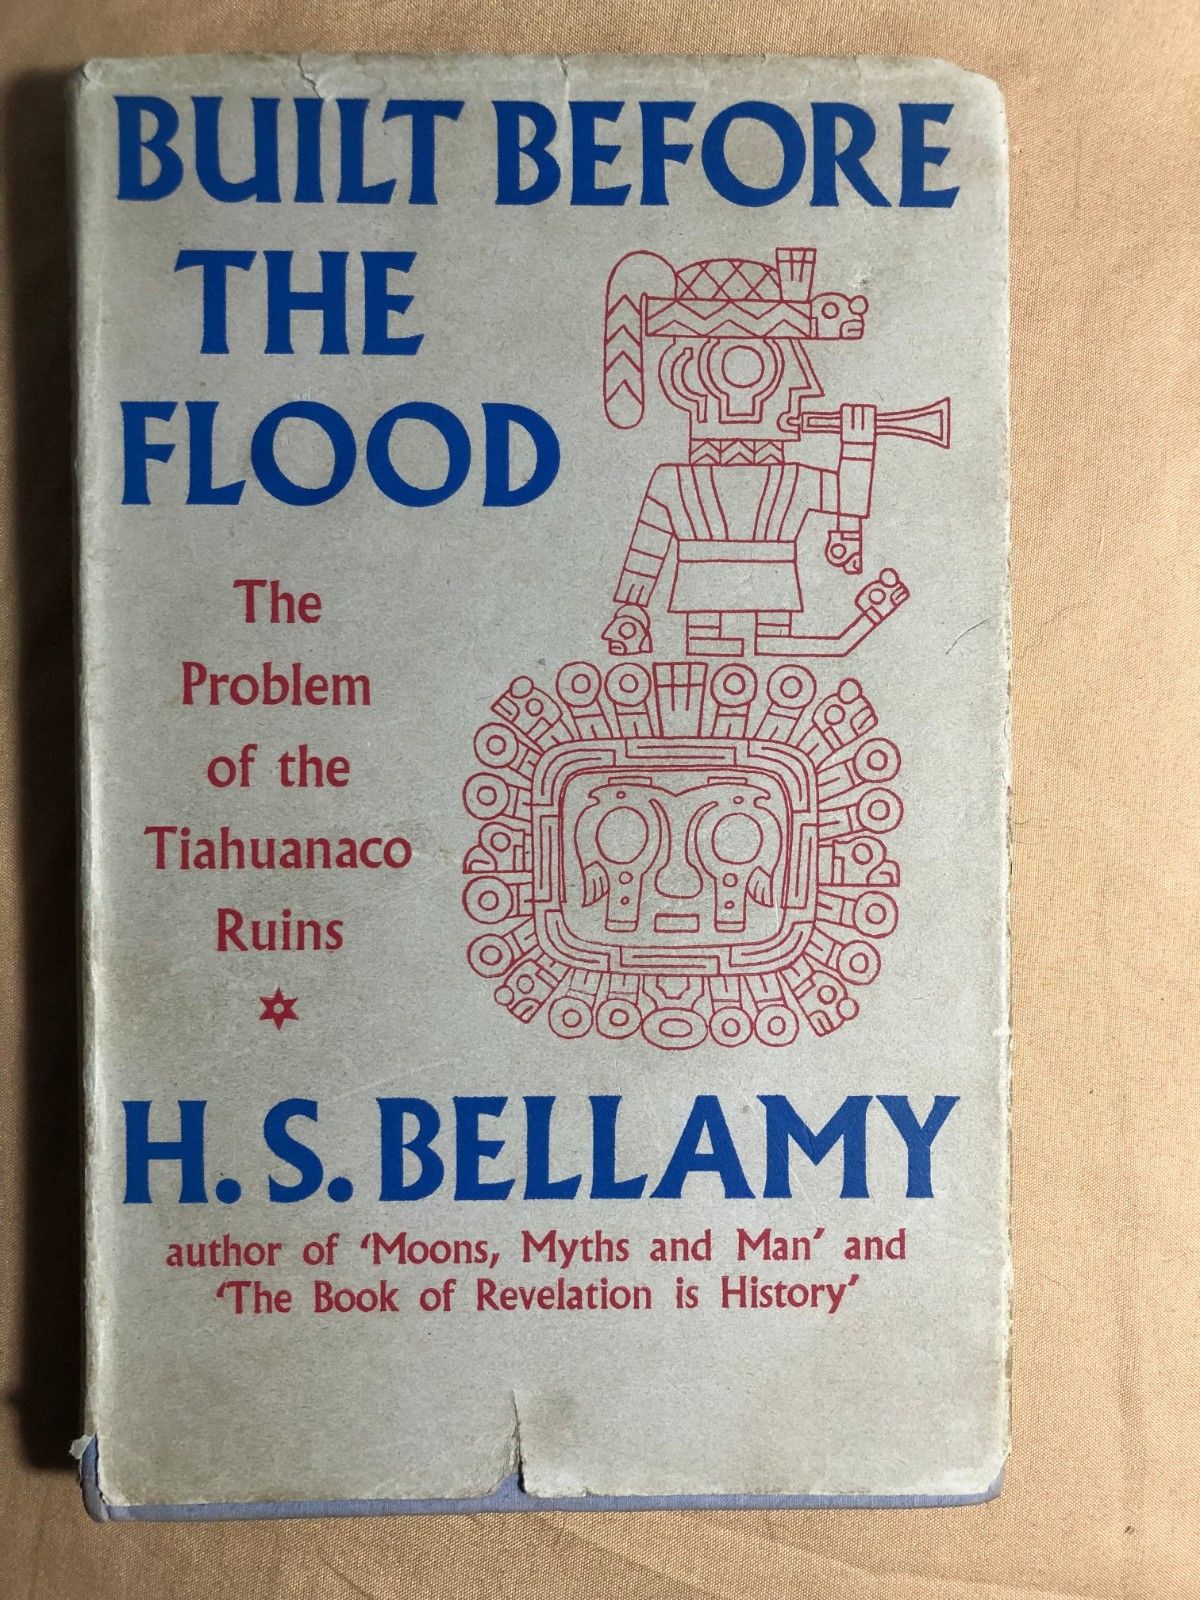 BUILT BEFORE
THE
FLOOD
The
Problem
of the
Tiahuanaco
Ruins
H. S. BELLAMY
author of ‘Moons, Myths and Man’ and
‘The Book of Revelation is History’